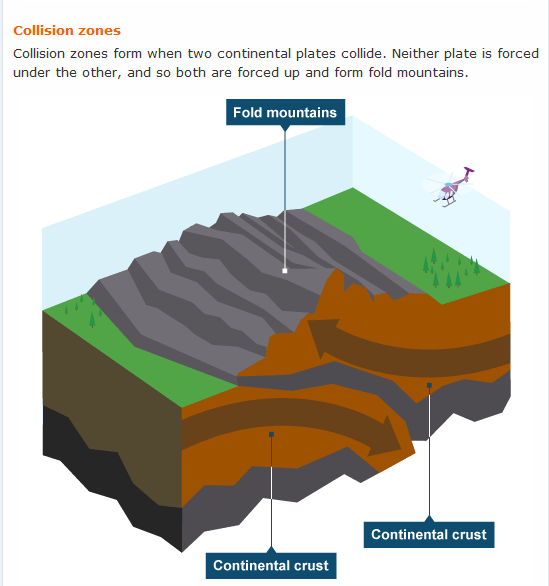 Collision zones
Collision zones form when two continental plates collide. Neither plate is forced
under the other, and so both are forced up and form fold mountains.
Fold mountains
Continental crust
Continental crust